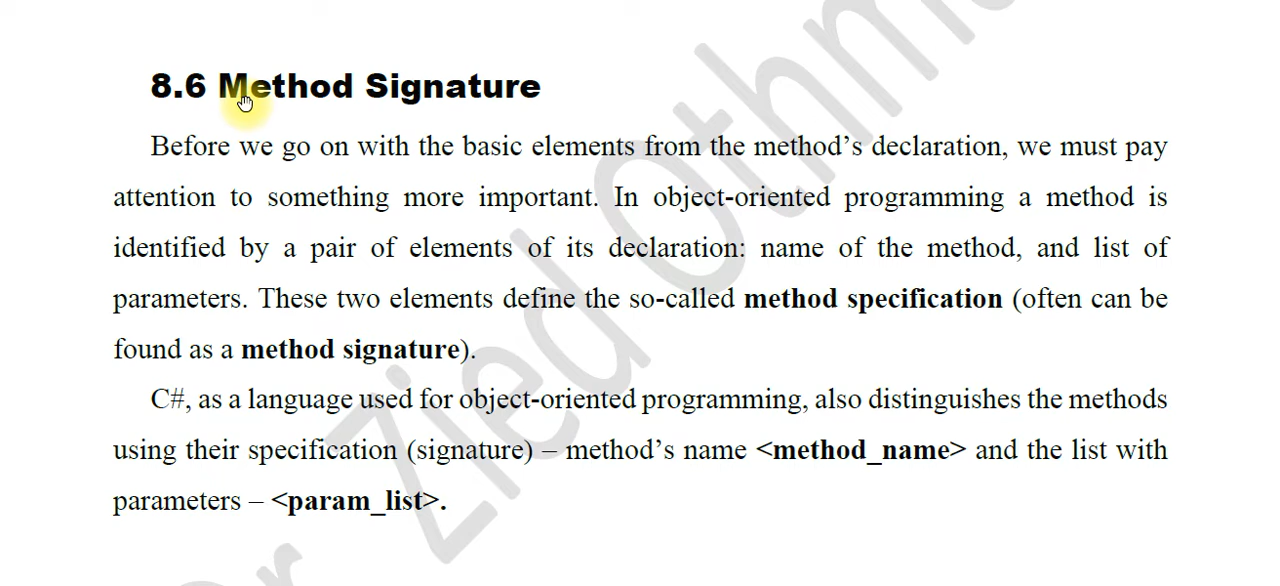 8.6 Method Signature
Before we go on with the basic elements from the method’s declaration, we must pay
attention to something more important. In object-oriented programming a method is
identified by a pair of elements of its declaration: name of the method, and list of
parameters. These two elements define the so-called method specification (often can be
found as a method signature).
C#, as a language used for object-oriented programming, also distinguishes the methods
using their specification (signature) – method’s name <method_name> and the list with
parameters – <param_list>.
Zied Othm